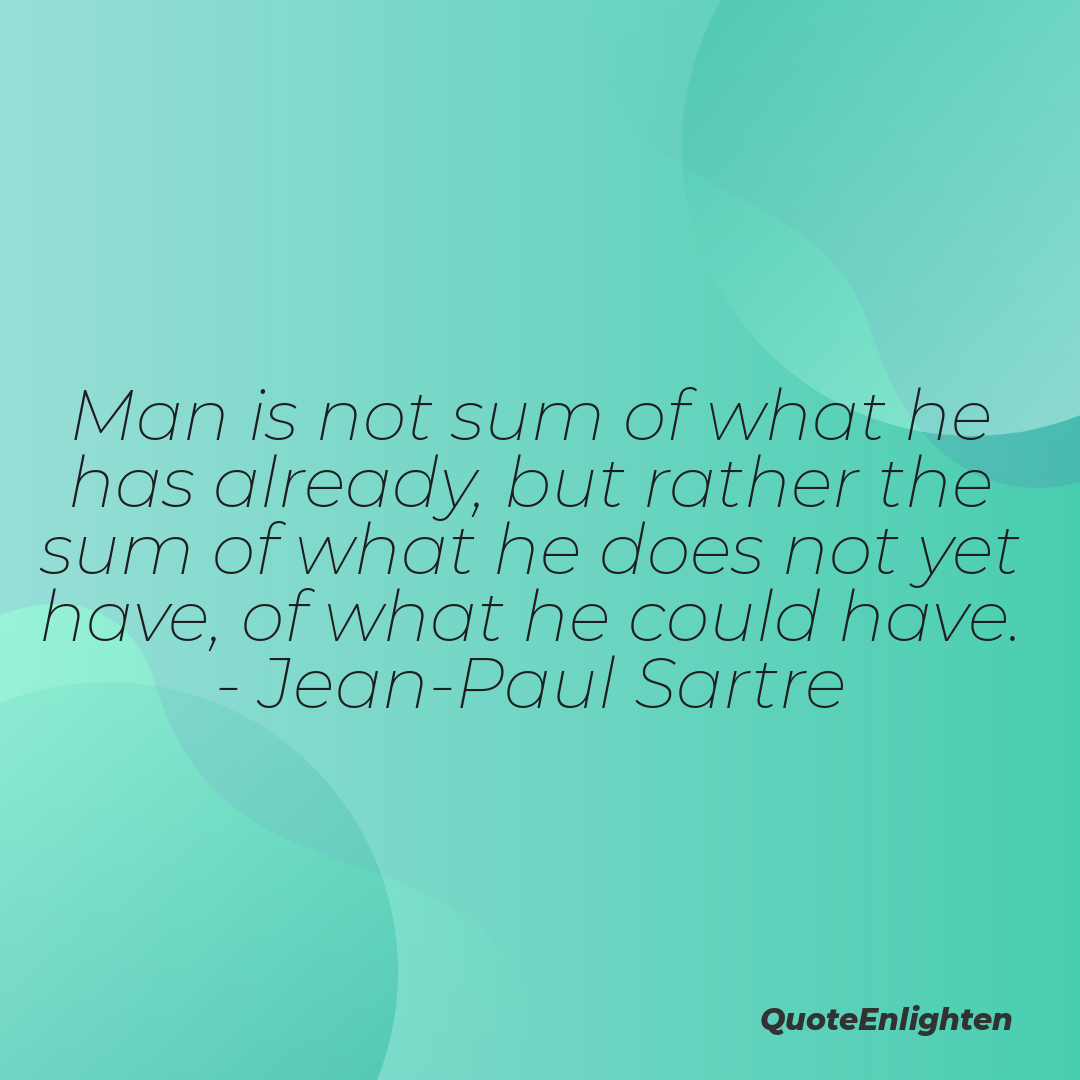 Man is not sum of what he
has already, but rather the
sum of what he does not yet
have, of what he could have.
- Jean-Paul Sartre
QuoteEnlighten